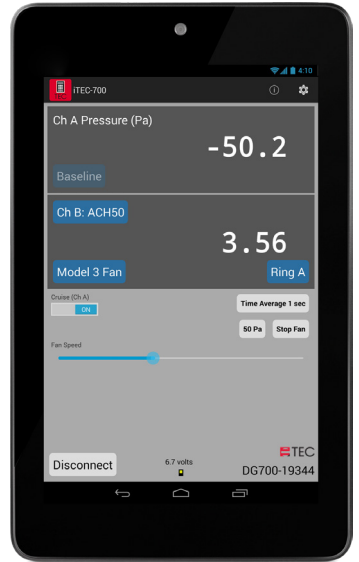 4:10
TEC
iTEC-700
Ch A Pressure (Pa)
-50.2
Baseline
Ch B: ACH50
3.56
Model 3 Fan
Ring A
Cruise (Ch A)
ON
Time Average 1 sec
50 Pa
Stop Fan
Fan Speed
Disconnect
6.7 volts
TEC
DG700-19344